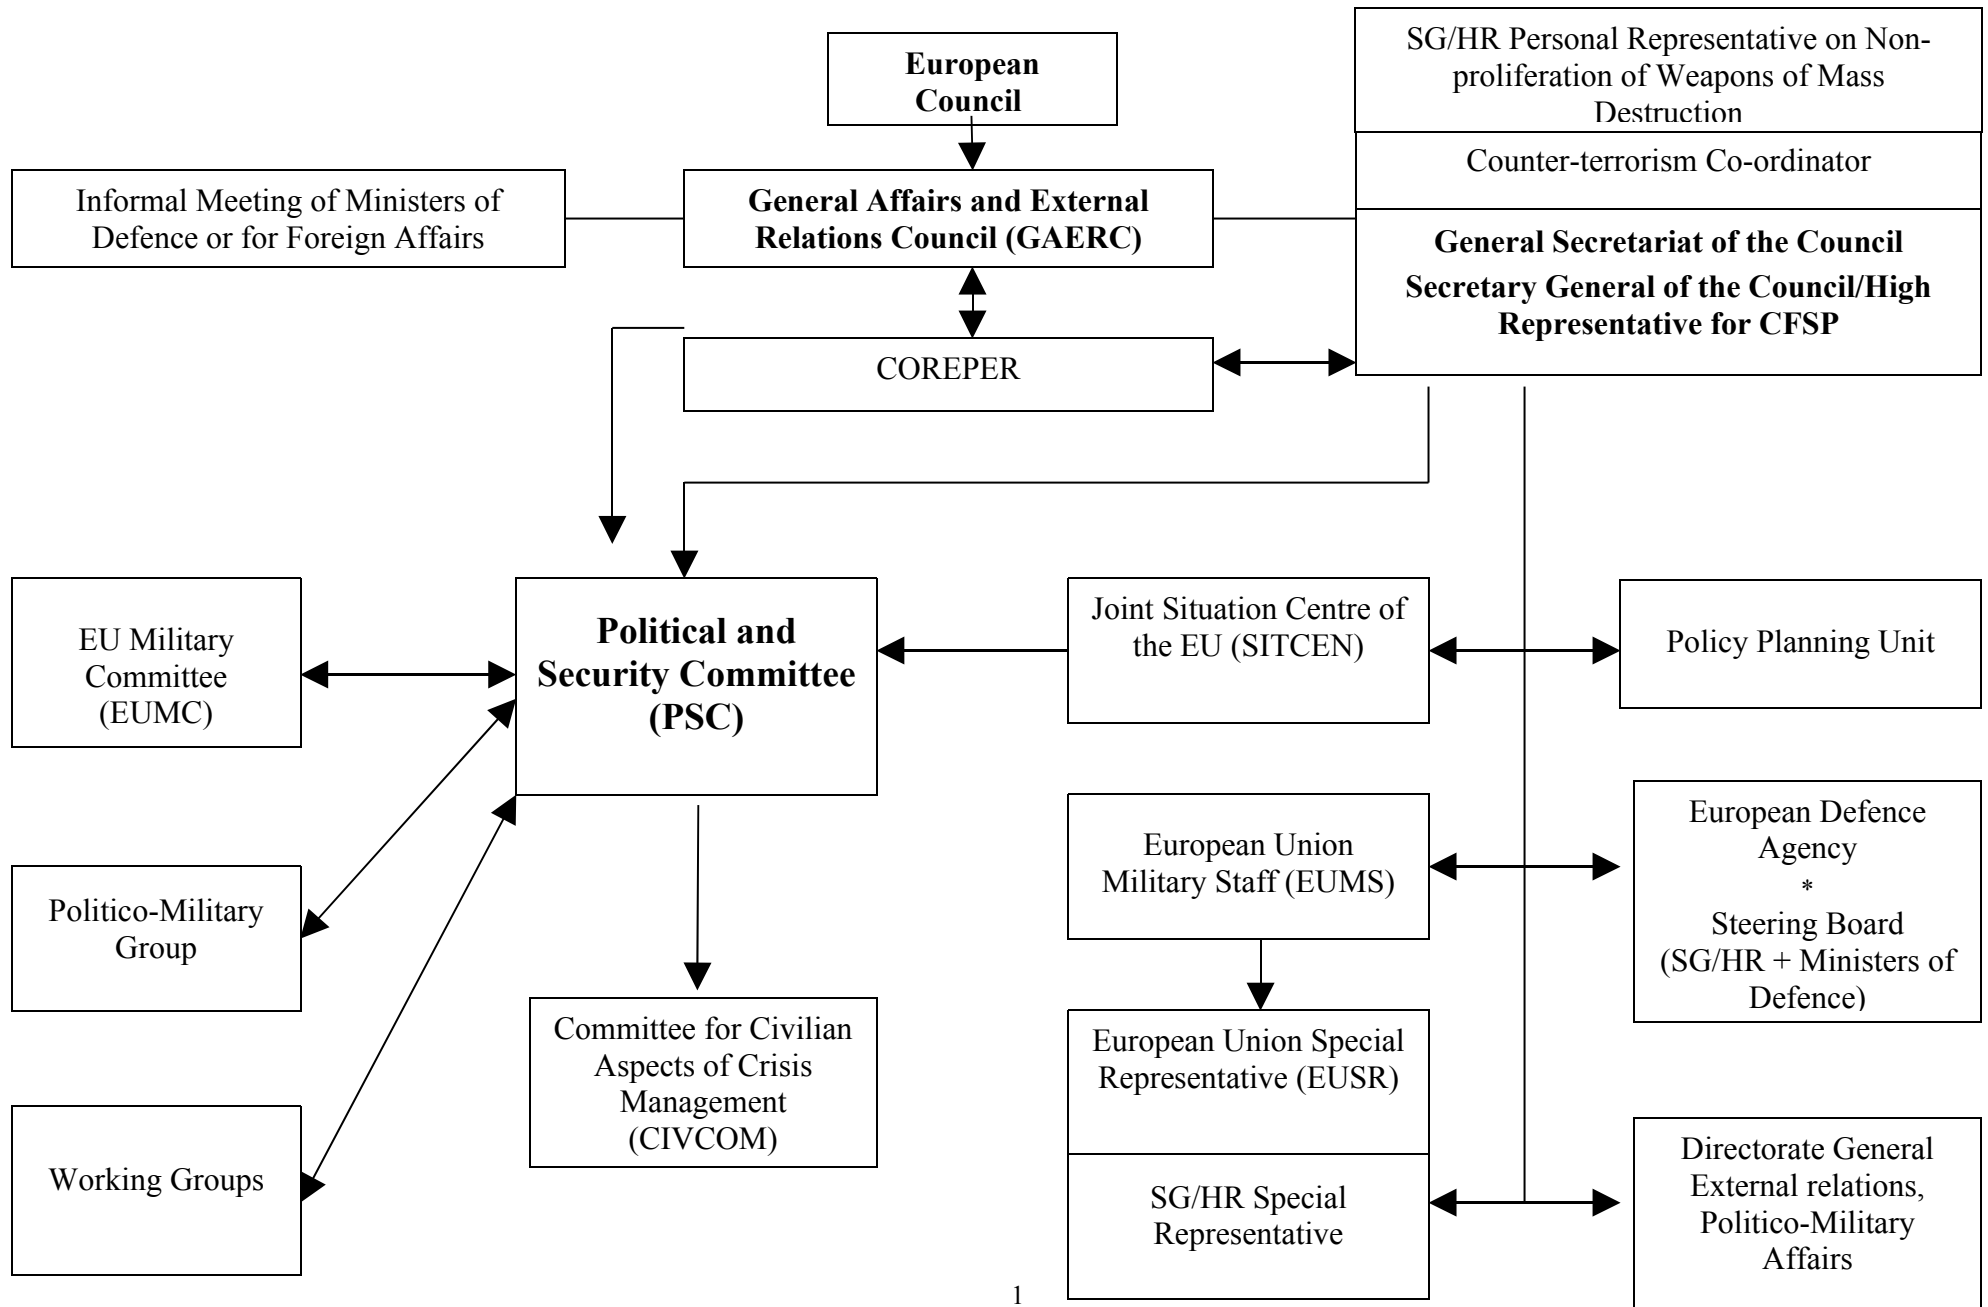 European
Council
SG/HR Personal Representative on Non-
proliferation of Weapons of Mass
Destruction
Counter-terrorism Co-ordinator
Informal Meeting of Ministers of
Defence or for Foreign Affairs
General Affairs and External
Relations Council (GAERC)
General Secretariat of the Council
Secretary General of the Council/High
Representative for CFSP
COREPER
EU Military
Committee
(EUMC)
Political and
Security Committee
(PSC)
Joint Situation Centre of
the EU (SITCEN)
Policy Planning Unit
Politico-Military
Group
European Union
Military Staff (EUMS)
European Defence
Agency
*
Steering Board
(SG/HR + Ministers of
Defence)
Working Groups
Committee for Civilian
Aspects of Crisis
Management
(CIVCOM)
European Union Special
Representative (EUSR)
SG/HR Special
Representative
Directorate General
External relations,
Politico-Military
Affairs
1